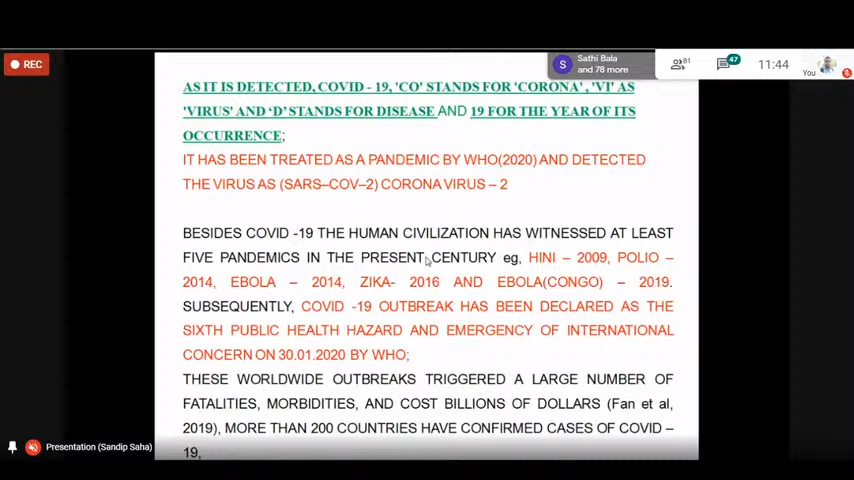 REC
Sathi Bala
and 78 more
81
47
11:44
You
S
AS IT IS DETECTED, COVID - 19, 'CO' STANDS FOR 'CORONA' , 'VI' AS
'VIRUS' AND ‘D’ STANDS FOR DISEASE AND 19 FOR THE YEAR OF ITS
OCCURRENCE;
IT HAS BEEN TREATED AS A PANDEMIC BY WHO(2020) AND DETECTED
THE VIRUS AS (SARS–COV–2) CORONA VIRUS – 2
BESIDES COVID -19 THE HUMAN CIVILIZATION HAS WITNESSED AT LEAST
FIVE PANDEMICS IN THE PRESENT CENTURY eg, HINI – 2009, POLIO –
2014, EBOLA – 2014, ZIKA- 2016 AND EBOLA(CONGO) – 2019.
SUBSEQUENTLY, COVID -19 OUTBREAK HAS BEEN DECLARED AS THE
SIXTH PUBLIC HEALTH HAZARD AND EMERGENCY OF INTERNATIONAL
CONCERN ON 30.01.2020 BY WHO;
THESE WORLDWIDE OUTBREAKS TRIGGERED A LARGE NUMBER OF
FATALITIES, MORBIDITIES, AND COST BILLIONS OF DOLLARS (Fan et al,
2019), MORE THAN 200 COUNTRIES HAVE CONFIRMED CASES OF COVID –
19,
Presentation (Sandip Saha)